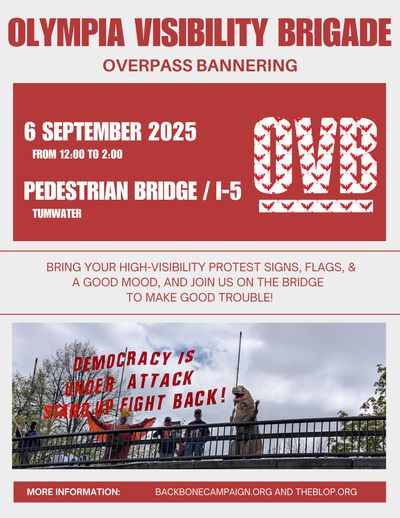 OLYMPIA VISIBILITY BRIGADE
OVERPASS BANNERING
6 SEPTEMBER 2025
FROM 12:00 TO 2:00
PEDESTRIAN BRIDGE / I-5
TUMWATER
OVB
BRING YOUR HIGH-VISIBILITY PROTEST SIGNS, FLAGS, &
A GOOD MOOD, AND JOIN US ON THE BRIDGE
TO MAKE GOOD TROUBLE!
DEMOCRACY IS
UNDER ATTACK
STAND UP FIGHT BACK!
MORE INFORMATION: BACKBONECAMPAIGN.ORG AND THEBLOP.ORG